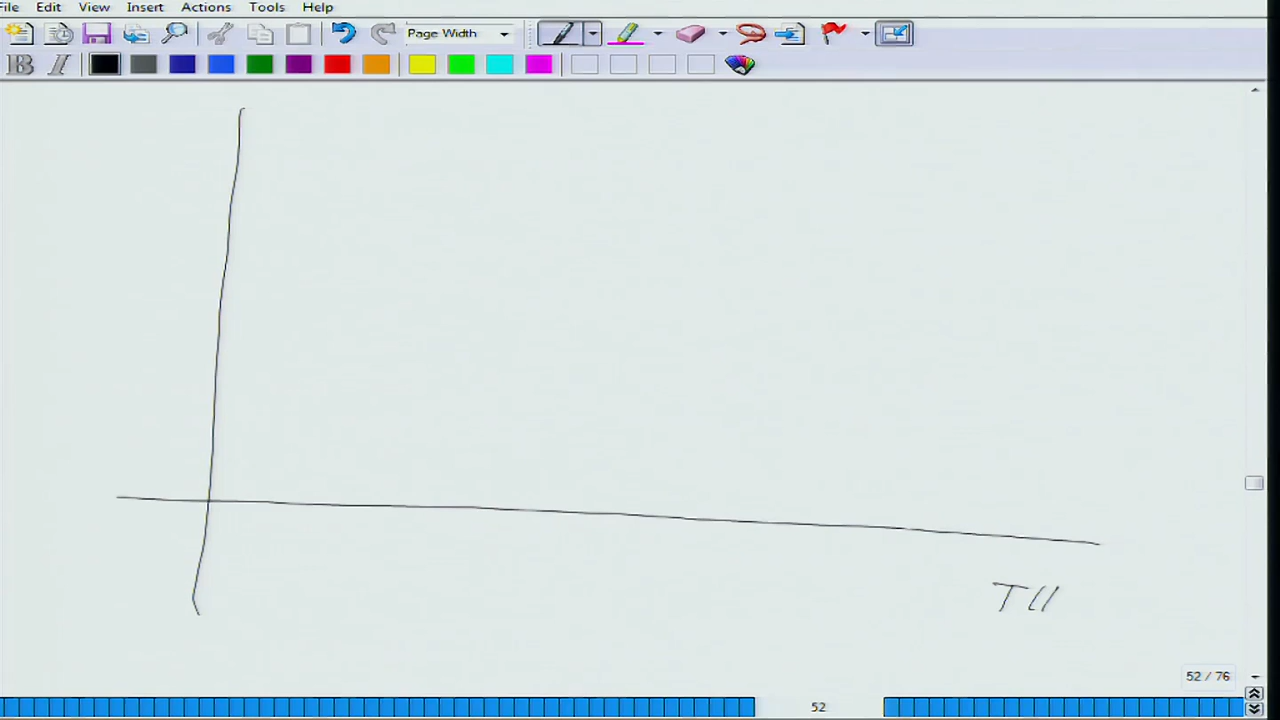 File Edit View Insert Actions Tools Help
Page Width
B I
52 / 76
52